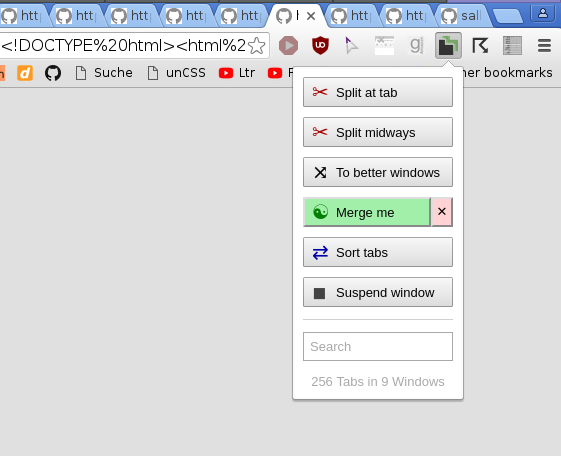 htt htt htt htt htt h htt htt sal
<!DOCTYPE%20html><html%2
g
Suche unCSS Ltr her bookmarks
Split at tab
Split midways
To better windows
Merge me
Sort tabs
Suspend window
Search
256 Tabs in 9 Windows